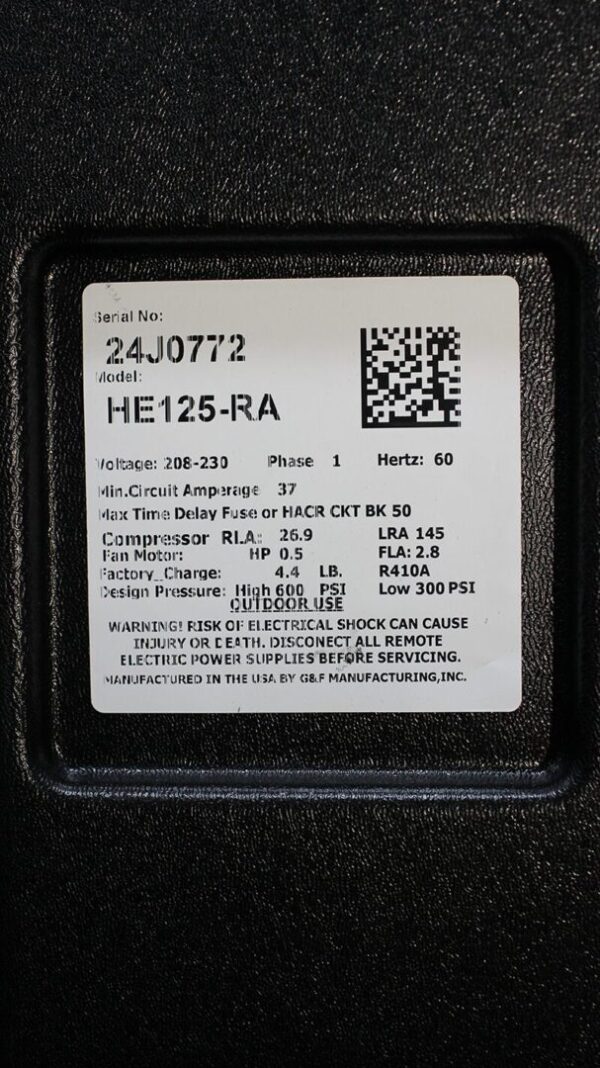 Serial No:
24J0772
Model:
HE125-RA
Voltage: 208-230 Phase 1 Hertz: 60
Min.Circuit Amperage 37
Max Time Delay Fuse or HACR CKT BK 50
Compressor RLA: 26.9 LRA 145
Fan Motor: HP 0.5 FLA: 2.8
Factory_Charge: 4.4 LB. R410A
Design Pressure: High 600 PSI Low 300 PSI
OUTDOOR USE
WARNING! RISK OF ELECTRICAL SHOCK CAN CAUSE
INJURY OR DEATH. DISCONECT ALL REMOTE
ELECTRIC POWER SUPPLIES BEFORE SERVICING.
MANUFACTURED IN THE USA BY G&F MANUFACTURING,INC.